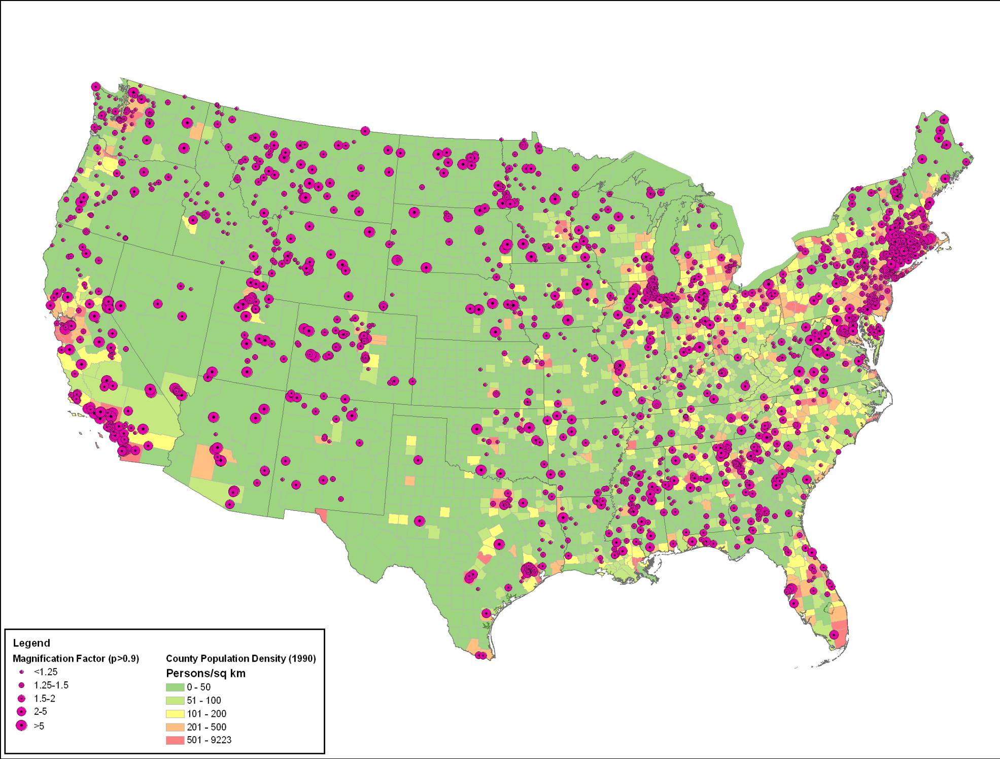 Legend
Magnification Factor (p>0.9)
<1.25
1.25-1.5
1.5-2
2-5
>5
County Population Density (1990)
Persons/sq km
0 - 50
51 - 100
101 - 200
201 - 500
501 - 9223